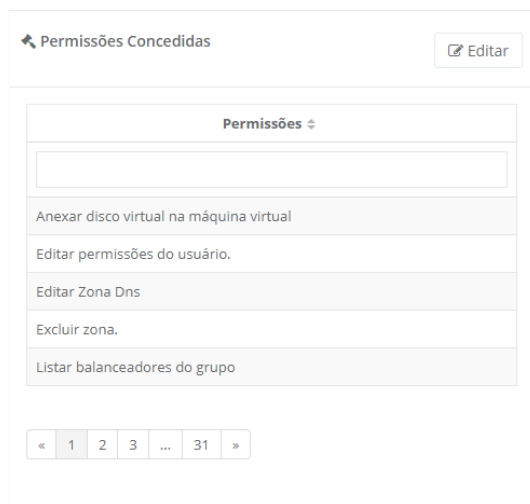 Permissões Concedidas
Editar
Permissões
Anexar disco virtual na máquina virtual
Editar permissões do usuário.
Editar Zona Dns
Excluir zona.
Listar balanceadores do grupo
« 1 2 3 ... 31 »